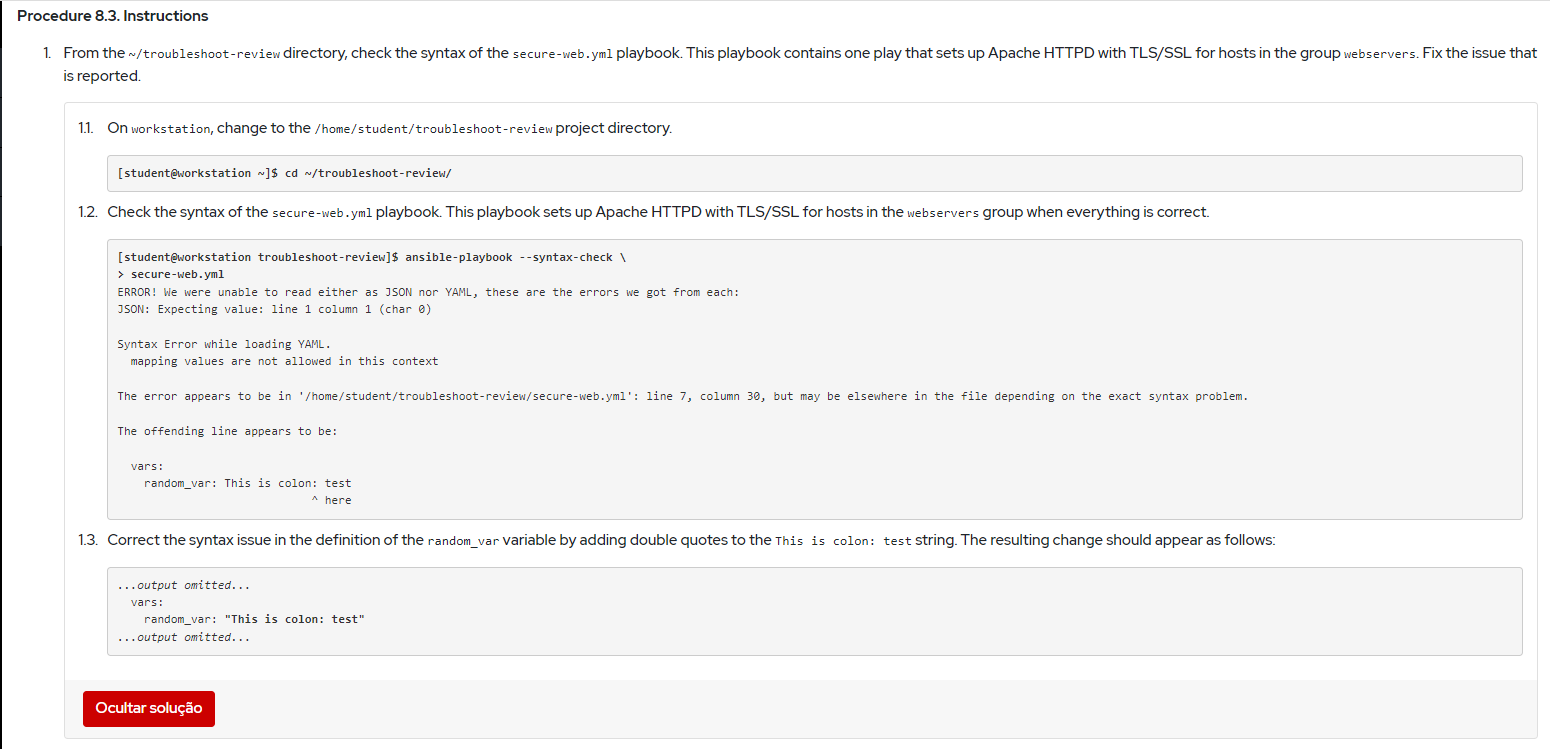 Procedure 8.3. Instructions
1. From the ~/troubleshoot-review directory, check the syntax of the secure-web.yml playbook. This playbook contains one play that sets up Apache HTTPD with TLS/SSL for hosts in the group webservers. Fix the issue that
is reported.
1.1. On workstation, change to the /home/student/troubleshoot-review project directory.
[student@workstation ~]$ cd ~/troubleshoot-review/
1.2. Check the syntax of the secure-web.yml playbook. This playbook sets up Apache HTTPD with TLS/SSL for hosts in the webservers group when everything is correct.
[student@workstation troubleshoot-review]$ ansible-playbook --syntax-check \
> secure-web.yml
ERROR! We were unable to read either as JSON nor YAML, these are the errors we got from each:
JSON: Expecting value: line 1 column 1 (char 0)
Syntax Error while loading YAML.
  mapping values are not allowed in this context
The error appears to be in '/home/student/troubleshoot-review/secure-web.yml': line 7, column 30, but may be elsewhere in the file depending on the exact syntax problem.
The offending line appears to be:
  vars:
    random_var: This is colon: test
                             ^ here
1.3. Correct the syntax issue in the definition of the random_var variable by adding double quotes to the This is colon: test string. The resulting change should appear as follows:
...output omitted...
  vars:
    random_var: "This is colon: test"
...output omitted...
Ocultar solução